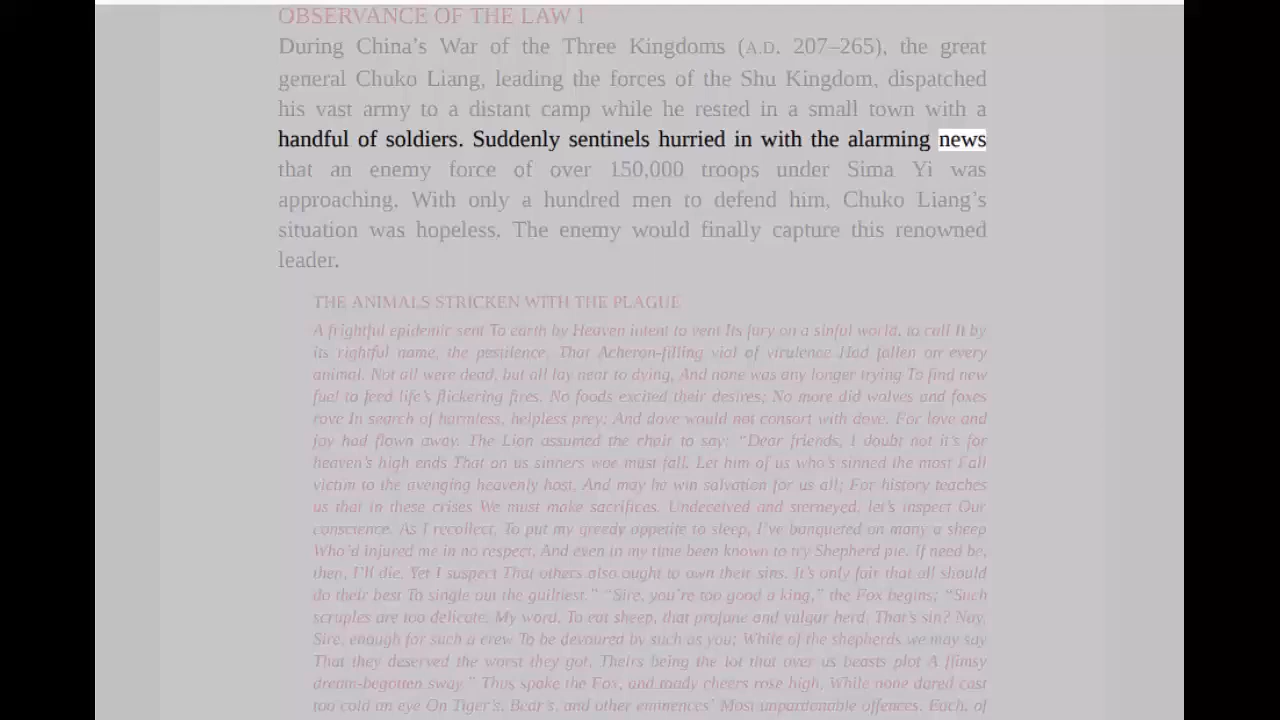 OBSERVANCE OF THE LAW I
During China’s War of the Three Kingdoms (A.D. 207–265), the great
general Chuko Liang, leading the forces of the Shu Kingdom, dispatched
his vast army to a distant camp while he rested in a small town with a
handful of soldiers. Suddenly sentinels hurried in with the alarming news
that an enemy force of over 150,000 troops under Sima Yi was
approaching. With only a hundred men to defend him, Chuko Liang’s
situation was hopeless. The enemy would finally capture this renowned
leader.
THE ANIMALS STRICKEN WITH THE PLAGUE
A frightful epidemic sent To earth by Heaven intent to vent Its fury on a sinful world, to call It by
its rightful name, the pestilence, That Acheron-filling vial of virulence Had fallen on every
animal. Not all were dead, but all lay near to dying, And none was any longer trying To find new
fuel to feed life’s flickering fires. No foods excited their desires; No more did wolves and foxes
rove In search of harmless, helpless prey; And dove would not consort with dove, For love and
joy had flown away. The Lion assumed the chair to say: “Dear friends, I doubt not it’s for
heaven’s high ends That on us sinners woe must fall. Let him of us who’s sinned the most Fall
victim to the avenging heavenly host, And may he win salvation for us all; For history teaches
us that in these crises We must make sacrifices. Undeceived and sterneyed, let’s inspect Our
conscience. As I recollect, To put my greedy appetite to sleep, I’ve banqueted on many a sheep
Who’d injured me in no respect, And even in my time been known to try Shepherd pie. If need be,
then, I’ll die. Yet I suspect That others also ought to own their sins. It’s only fair that all should
do their best To single out the guiltiest.” “Sire, you’re too good a king,” the Fox begins; “Such
scruples are too delicate. My word, To eat sheep, that profane and vulgar herd, That’s sin? Nay,
Sire, enough for such a crew To be devoured by such as you; While of the shepherds we may say
That they deserved the worst they got, Theirs being the lot that over us beasts plot A flimsy
dream-begotten sway.” Thus spake the Fox, and toady cheers rose high, While none dared cast
too cold an eye On Tiger’s, Bear’s, and other eminences’ Most unpardonable offences. Each, of